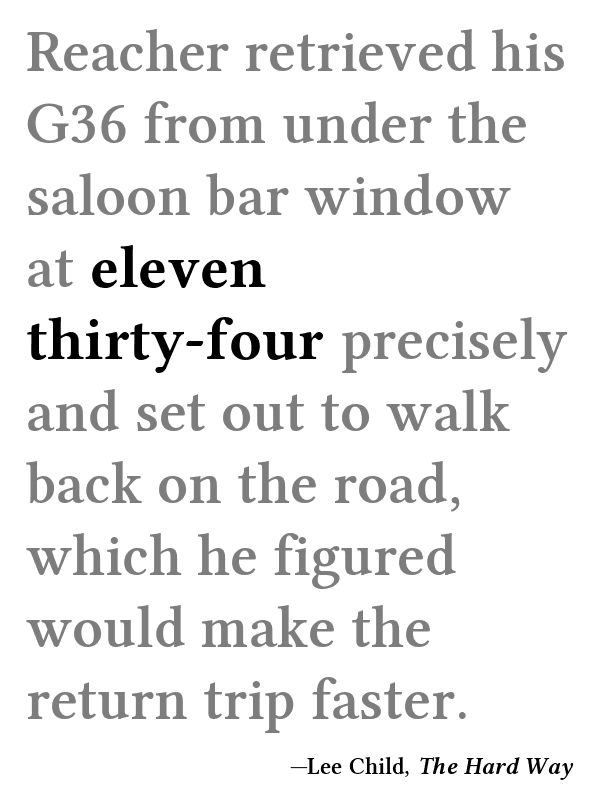 Reacher retrieved his
G36 from under the
saloon bar window
at eleven
thirty-four precisely
and set out to walk
back on the road,
which he figured
would make the
return trip faster.
—Lee Child, The Hard Way